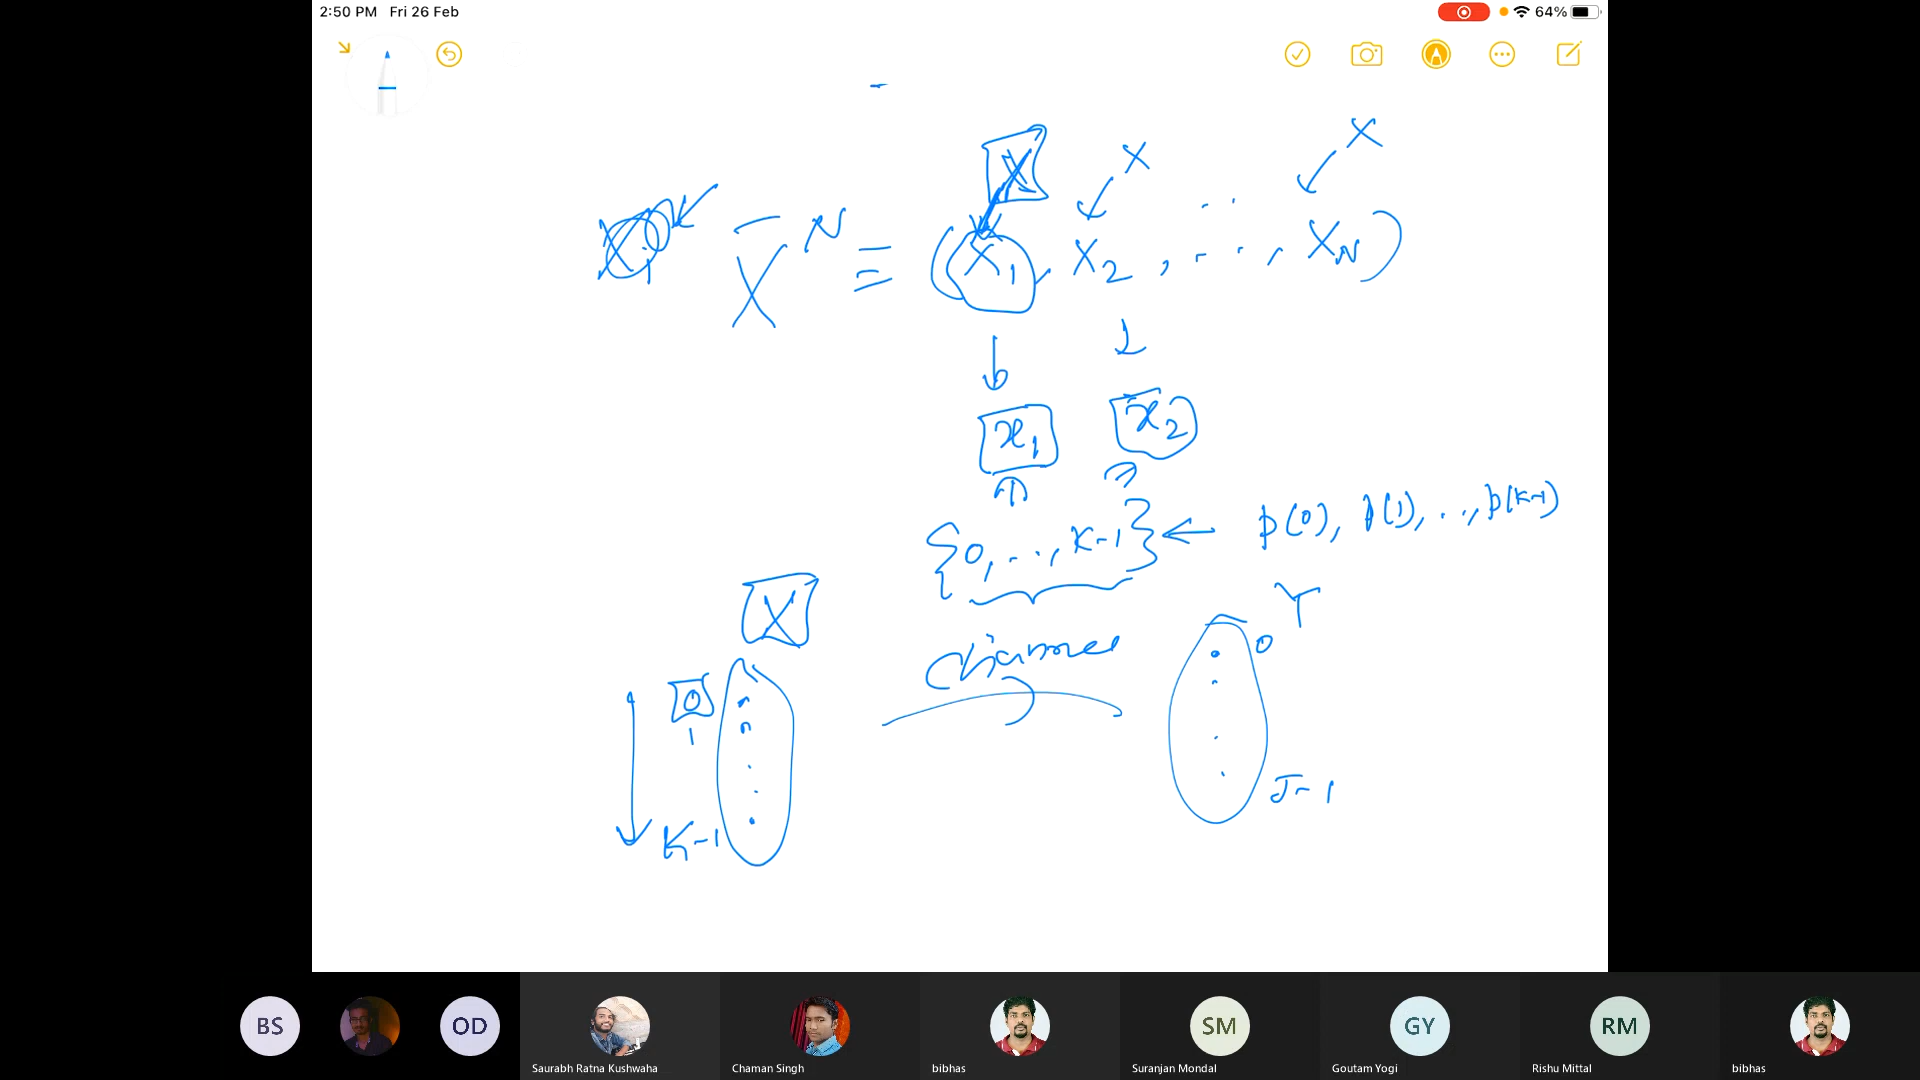 2:50 PM Fri 26 Feb
64%
X
X
X
X̄ᴺ = (X₁, X₂, ..., X_N)
x₁
x₂
{0, ..., K-1} ← p(0), p(1), ..., p(K-1)
X
Channel
Y
0
0
1
K-1
J-1
BS
OD
SM
GY
RM
Saurabh Ratna Kushwaha
Chaman Singh
bibhas
Suranjan Mondal
Goutam Yogi
Rishu Mittal
bibhas